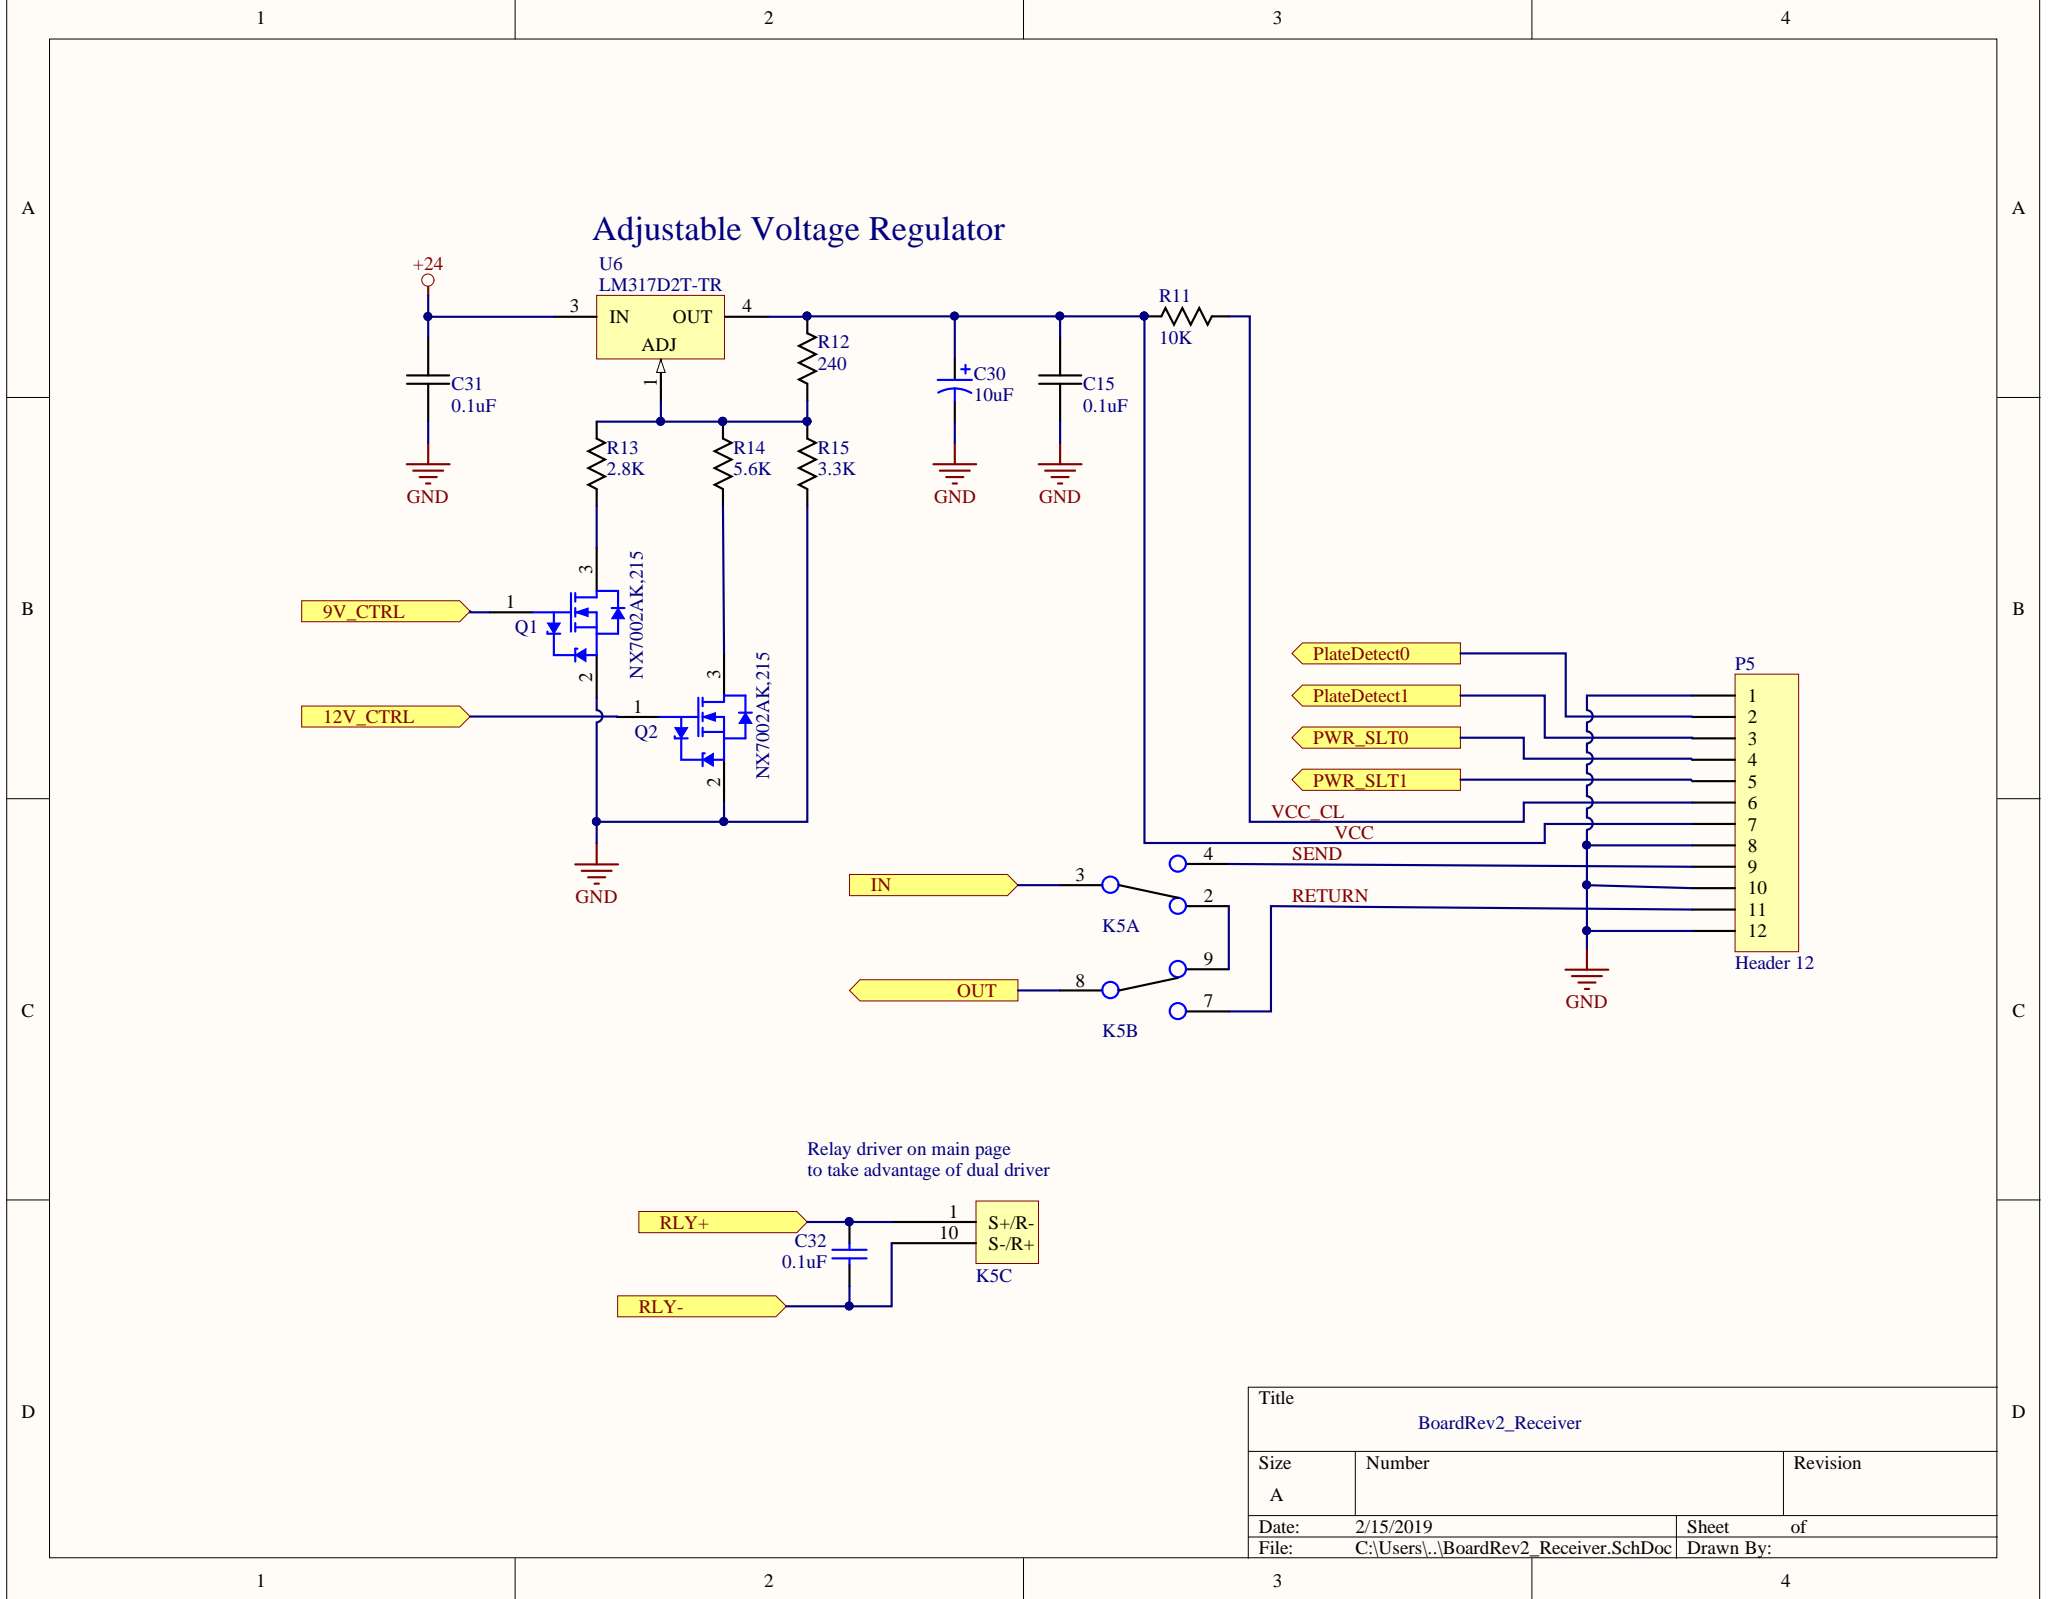 1 2 3 4
A A
Adjustable Voltage Regulator
+24
U6
LM317D2T-TR
3 IN OUT 4
ADJ
1
R11
10K
R12
240
C31
0.1uF
C30
10uF
C15
0.1uF
R13
2.8K
R14
5.6K
R15
3.3K
GND
GND
GND
B B
9V_CTRL
1
3
2
Q1
NX7002AK,215
12V_CTRL
1
3
2
Q2
NX7002AK,215
GND
PlateDetect0
PlateDetect1
PWR_SLT0
PWR_SLT1
VCC_CL
VCC
SEND
RETURN
P5
1
2
3
4
5
6
7
8
9
10
11
12
Header 12
GND
IN
3
4
2
K5A
OUT
8
9
7
K5B
C C
Relay driver on main page
to take advantage of dual driver
RLY+
1 S+/R-
10 S-/R+
C32
0.1uF
K5C
RLY-
D D
Title
BoardRev2_Receiver
Size Number Revision
A
Date: 2/15/2019 Sheet of
File: C:\Users\..\BoardRev2_Receiver.SchDoc Drawn By:
1 2 3 4